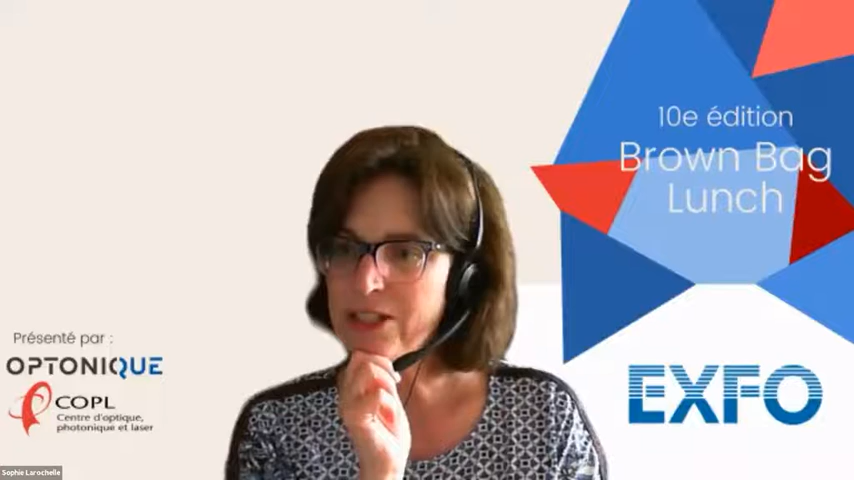 10e édition
Brown Bag
Lunch
Présenté par :
OPTONIQUE
COPL
Centre d'optique,
photonique et laser
EXFO
Sophie Larochelle